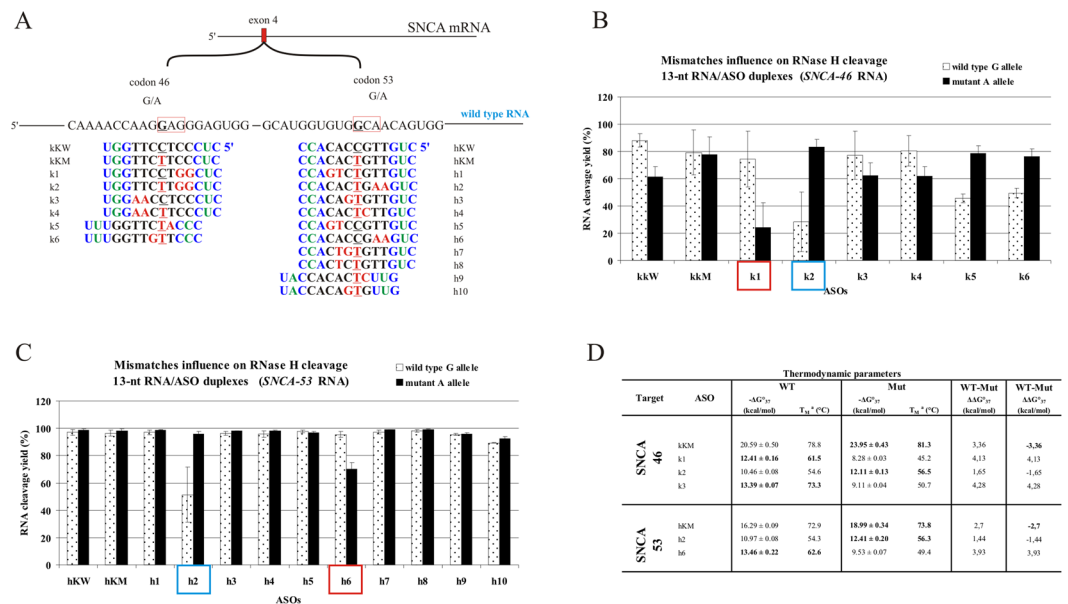 A
exon 4
5'
SNCA mRNA
codon 46
G/A
codon 53
G/A
wild type RNA
5' CAAAACCAAGGAGGGAGUGG GCAUGGUGUGGCAACAGUGG
kKW UGGTTCCTCCCUC 5' CCACACCGTTGUC 5' hKW
kKM UGGTTCTTCCCUC CCACACTGTTGUC hKM
k1 UGGTTCCTGGCUC CCAGTCTGTTGUC h1
k2 UGGTTCTTGGCUC CCACACTGAAGUC h2
k3 UGGAACCTCCCUC CCACAGTGTTGUC h3
k4 UGGAACTTCCCUC CCACACTCTTGUC h4
k5 UUUGGTTCTACCC CCAGTCCGTTGUC h5
k6 UUUGGTTGTTCCC CCACACCGAAGUC h6
CCACTGTGTTGUC h7
CCACTCTGTTGUC h8
UACCACACTCUUG h9
UACCACAGTGUUG h10
B
Mismatches influence on RNase H cleavage
13-nt RNA/ASO duplexes (SNCA-46 RNA)
wild type G allele
mutant A allele
RNA cleavage yield (%)
120
100
80
60
40
20
0
kkW kkM k1 k2 k3 k4 k5 k6
ASOs
C
Mismatches influence on RNase H cleavage
13-nt RNA/ASO duplexes (SNCA-53 RNA)
wild type G allele
mutant A allele
RNA cleavage yield (%)
120
100
80
60
40
20
0
hKW hKM h1 h2 h3 h4 h5 h6 h7 h8 h9 h10
ASOs
D
Thermodynamic parameters
Target ASO WT Mut WT-Mut WT-Mut
-ΔG°37 (kcal/mol) TM a (°C) -ΔG°37 (kcal/mol) TM a (°C) ΔΔG°37 (kcal/mol) ΔΔG°37 (kcal/mol)
SNCA 46
kKM 20.59 ± 0.50 78.8 23.95 ± 0.43 81.3 3,36 -3,36
k1 12.41 ± 0.16 61.5 8.28 ± 0.03 45.2 4,13 4,13
k2 10.46 ± 0.08 54.6 12.11 ± 0.13 56.5 1,65 -1,65
k3 13.39 ± 0.07 73.3 9.11 ± 0.04 50.7 4,28 4,28
SNCA 53
hKM 16.29 ± 0.09 72.9 18.99 ± 0.34 73.8 2,7 -2,7
h2 10.97 ± 0.08 54.3 12.41 ± 0.20 56.3 1,44 -1,44
h6 13.46 ± 0.22 62.6 9.53 ± 0.07 49.4 3,93 3,93